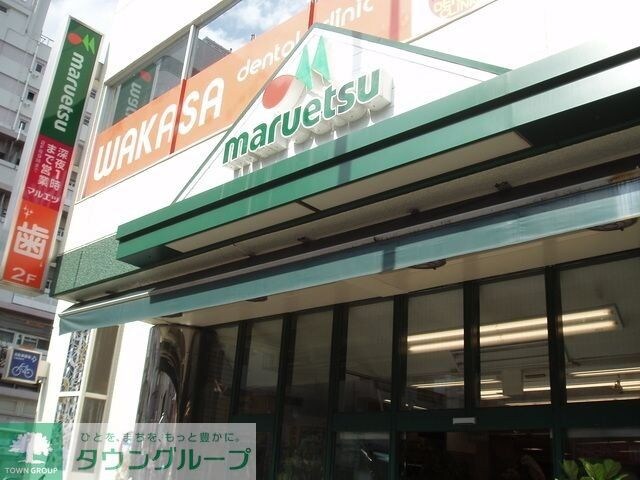 maruetsu
深夜1時
まで営業
マルエツ
歯
2F
WAKASA dental clinic
maruetsu
TOWN GROUP
ひとを、まちを、もっと豊かに。
タウングループ